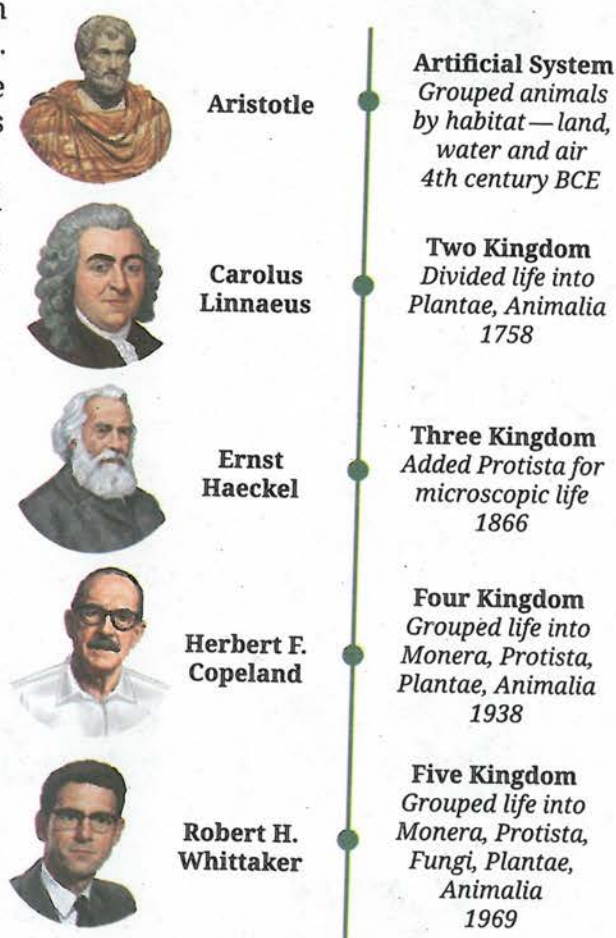 Aristotle
Artificial System
Grouped animals
by habitat — land,
water and air
4th century BCE
Carolus
Linnaeus
Two Kingdom
Divided life into
Plantae, Animalia
1758
Ernst
Haeckel
Three Kingdom
Added Protista for
microscopic life
1866
Herbert F.
Copeland
Four Kingdom
Grouped life into
Monera, Protista,
Plantae, Animalia
1938
Robert H.
Whittaker
Five Kingdom
Grouped life into
Monera, Protista,
Fungi, Plantae,
Animalia
1969